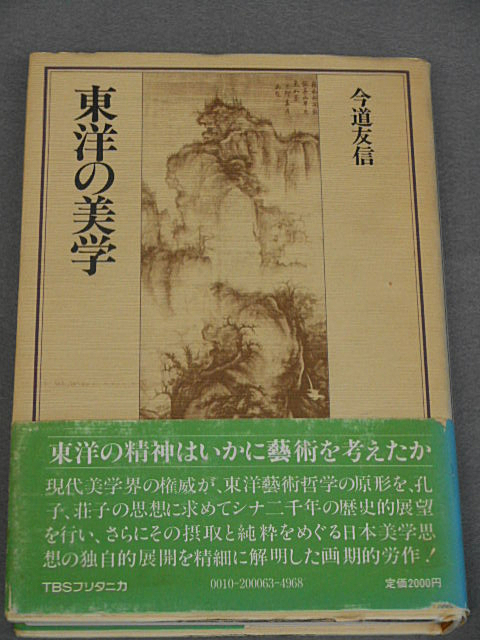 東洋の美学
今道友信
東洋の精神はいかに藝術を考えたか
現代美学界の権威が、東洋藝術哲学の原形を、孔
子、荘子の思想に求めてシナ二千年の歴史的展望
を行い、さらにその摂取と純粋をめぐる日本美学思
想の独自的展開を精細に解明した画期的労作！
TBSブリタニカ
0010-200063-4968
定価2000円